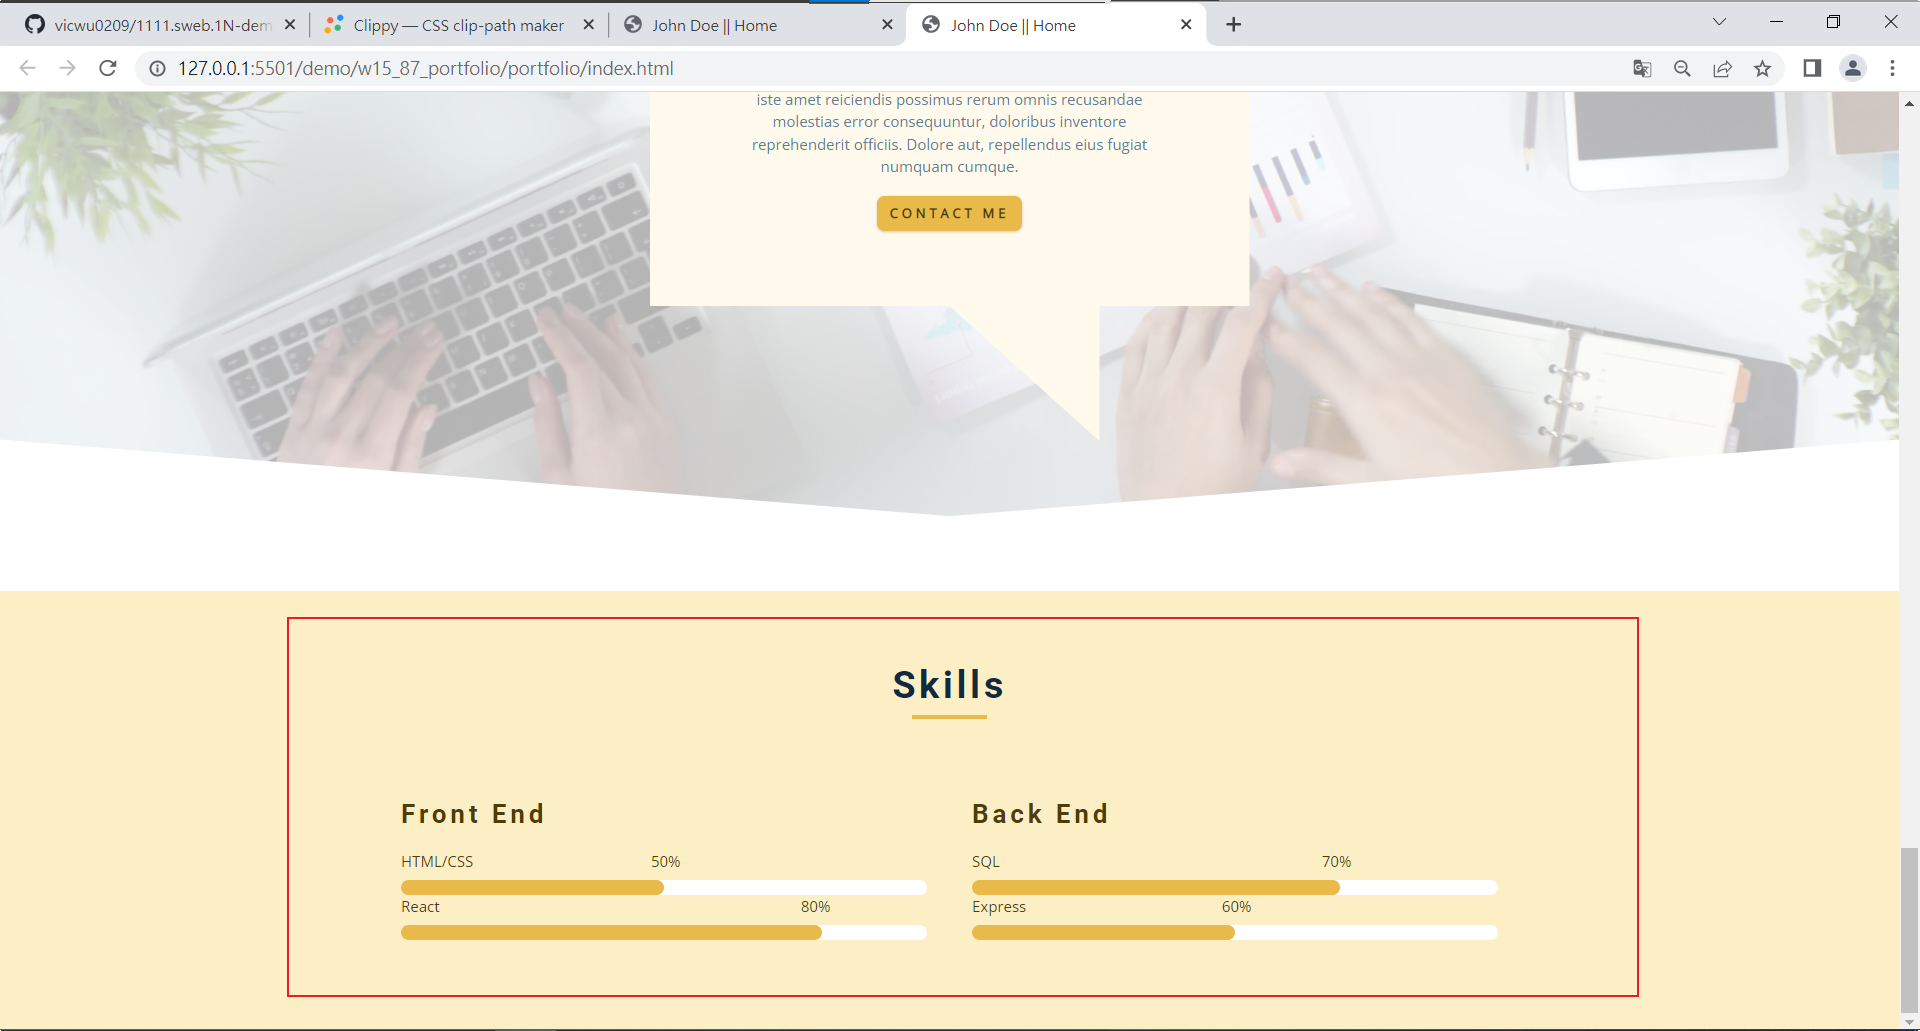 vicwu0209/1111.sweb.1N-dem
Clippy — CSS clip-path maker
John Doe || Home
John Doe || Home
127.0.0.1:5501/demo/w15_87_portfolio/portfolio/index.html
iste amet reiciendis possimus rerum omnis recusandae
molestias error consequuntur, doloribus inventore
reprehenderit officiis. Dolore aut, repellendus eius fugiat
numquam cumque.
CONTACT ME
Skills
Front End
HTML/CSS 50%
React 80%
Back End
SQL 70%
Express 60%